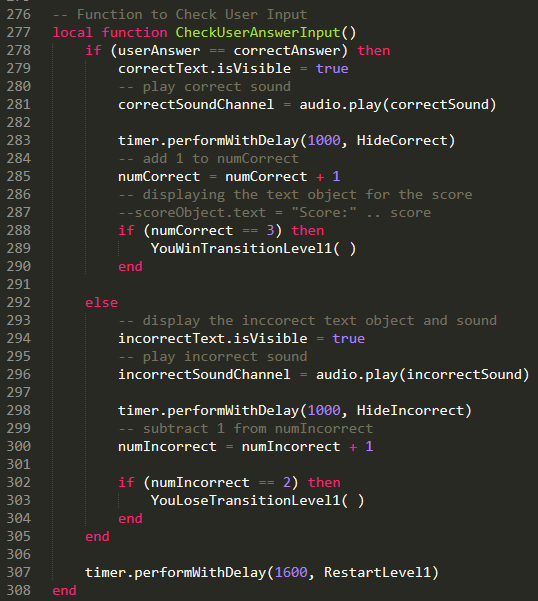 276 -- Function to Check User Input
277 local function CheckUserAnswerInput()
278     if (userAnswer == correctAnswer) then
279         correctText.isVisible = true
280         -- play correct sound
281         correctSoundChannel = audio.play(correctSound)
282
283         timer.performWithDelay(1000, HideCorrect)
284         -- add 1 to numCorrect
285         numCorrect = numCorrect + 1
286         -- displaying the text object for the score
287         --scoreObject.text = "Score:" .. score
288         if (numCorrect == 3) then
289             YouWinTransitionLevel1( )
290         end
291
292     else
293         -- display the inccorect text object and sound
294         incorrectText.isVisible = true
295         -- play incorrect sound
296         incorrectSoundChannel = audio.play(incorrectSound)
297
298         timer.performWithDelay(1000, HideIncorrect)
299         -- subtract 1 from numIncorrect
300         numIncorrect = numIncorrect + 1
301
302         if (numIncorrect == 2) then
303             YouLoseTransitionLevel1( )
304         end
305     end
306
307     timer.performWithDelay(1600, RestartLevel1)
308 end